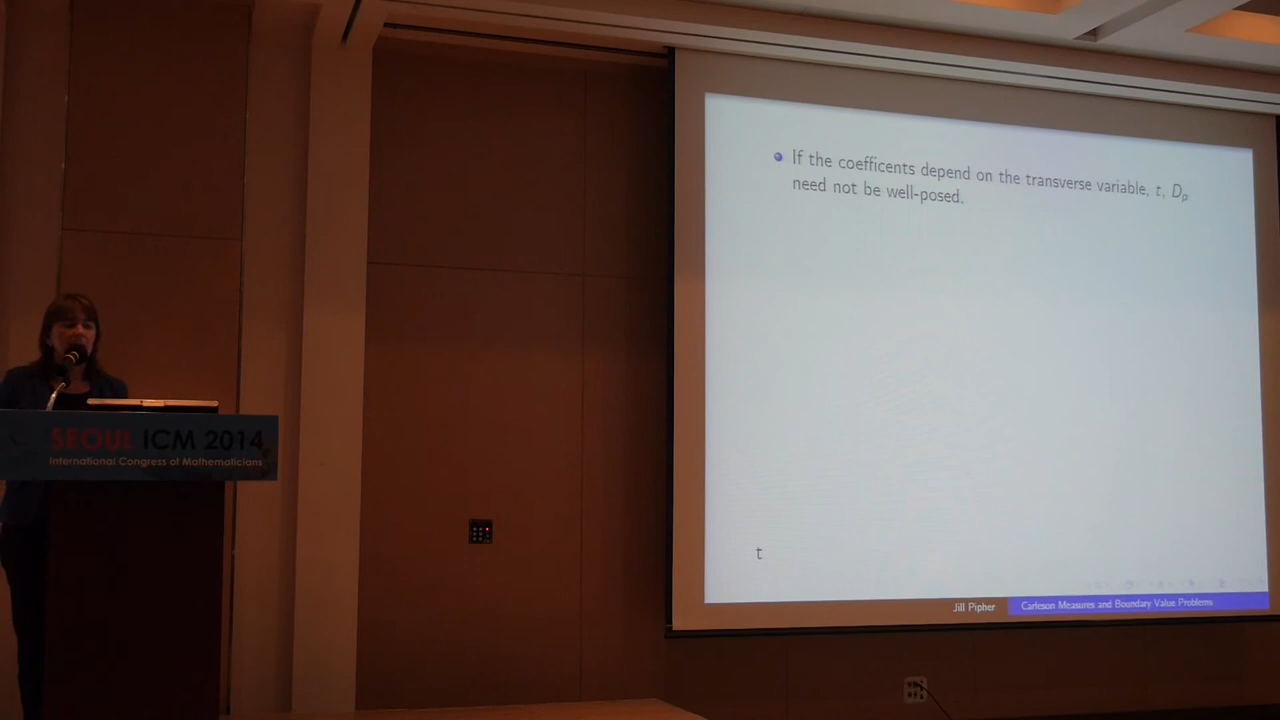 If the coefficents depend on the transverse variable, t, Dp
need not be well-posed.
t
Jill Pipher
Carleson Measures and Boundary Value Problems
SEOUL ICM 2014
International Congress of Mathematicians